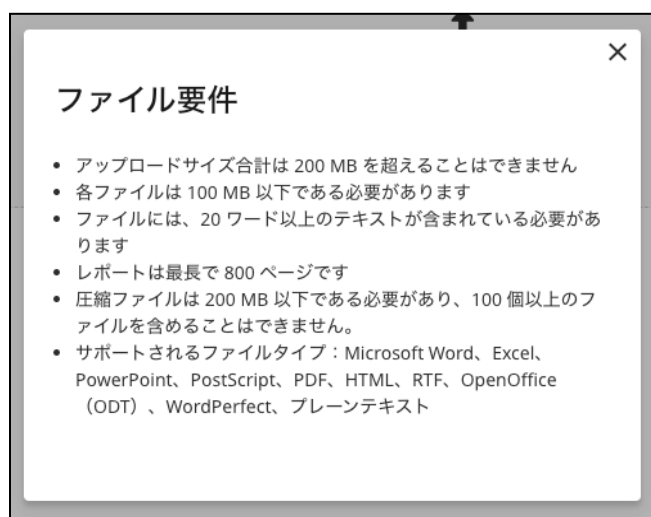 ファイル要件
• アップロードサイズ合計は 200 MB を超えることはできません
• 各ファイルは 100 MB 以下である必要があります
• ファイルには、20 ワード以上のテキストが含まれている必要があ
ります
• レポートは最長で 800 ページです
• 圧縮ファイルは 200 MB 以下である必要があり、100 個以上のフ
ァイルを含めることはできません。
• サポートされるファイルタイプ：Microsoft Word、Excel、
PowerPoint、PostScript、PDF、HTML、RTF、OpenOffice
（ODT）、WordPerfect、プレーンテキスト